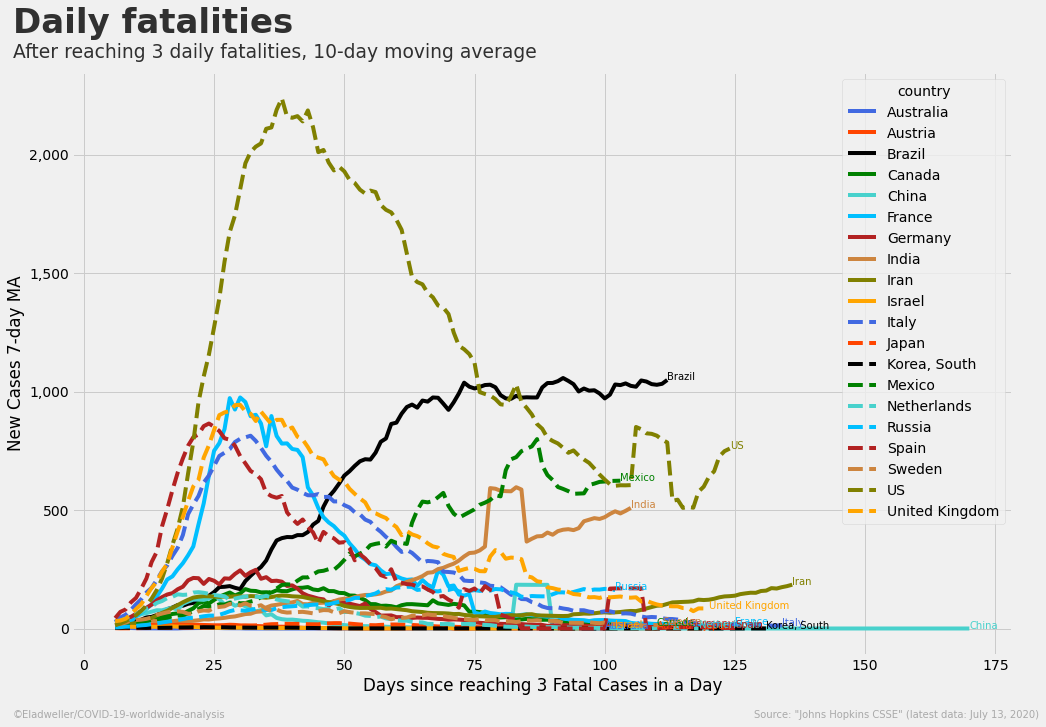 Daily fatalities
After reaching 3 daily fatalities, 10-day moving average
New Cases 7-day MA
2,000
1,500
1,000
500
0
0 25 50 75 100 125 150 175
Days since reaching 3 Fatal Cases in a Day
country
Australia
Austria
Brazil
Canada
China
France
Germany
India
Iran
Israel
Italy
Japan
Korea, South
Mexico
Netherlands
Russia
Spain
Sweden
US
United Kingdom
Brazil
US
Mexico
India
Russia
Iran
United Kingdom
France
Italy
Korea, South
China
©Eladweller/COVID-19-worldwide-analysis
Source: "Johns Hopkins CSSE" (latest data: July 13, 2020)